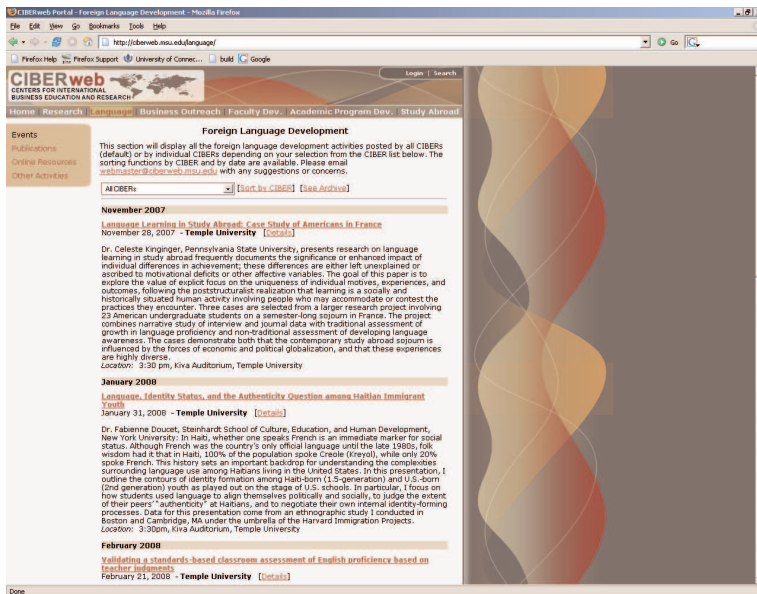 CIBERweb Portal - Foreign Language Development - Mozilla Firefox
File Edit View Go Bookmarks Tools Help
http://ciberweb.msu.edu/language/
Go
Firefox Help Firefox Support University of Connec... build Google
CIBERweb
CENTERS FOR INTERNATIONAL
BUSINESS EDUCATION AND RESEARCH
Login | Search
Home | Research | Language | Business Outreach | Faculty Dev. | Academic Program Dev. | Study Abroad
Events
Publications
Online Resources
Other Activities
Foreign Language Development
This section will display all the foreign language development activities posted by all CIBERs
(default) or by individual CIBERs depending on your selection from the CIBER list below. The
sorting functions by CIBER and by date are available. Please email
webmaster@ciberweb.msu.edu with any suggestions or concerns.
All CIBERs [Sort by CIBER] [See Archive]
November 2007
Language Learning in Study Abroad: Case Study of Americans in France
November 28, 2007 - Temple University [Details]
Dr. Celeste Kinginger, Pennsylvania State University, presents research on language
learning in study abroad frequently documents the significance or enhanced impact of
individual differences in achievement; these differences are either left unexplained or
ascribed to motivational deficits or other affective variables. The goal of this paper is to
explore the value of explicit focus on the uniqueness of individual motives, experiences, and
outcomes, following the poststructuralist realization that learning is a socially and
historically situated human activity involving people who may accommodate or contest the
practices they encounter. Three cases are selected from a larger research project involving
23 American undergraduate students on a semester-long sojourn in France. The project
combines narrative study of interview and journal data with traditional assessment of
growth in language proficiency and non-traditional assessment of developing language
awareness. The cases demonstrate both that the contemporary study abroad sojourn is
influenced by the forces of economic and political globalization, and that these experiences
are highly diverse.
Location: 3:30 pm, Kiva Auditorium, Temple University
January 2008
Language, Identity Status, and the Authenticity Question among Haitian Immigrant
Youth
January 31, 2008 - Temple University [Details]
Dr. Fabienne Doucet, Steinhardt School of Culture, Education, and Human Development,
New York University: In Haiti, whether one speaks French is an immediate marker for social
status. Although French was the country's only official language until the late 1980s, folk
wisdom had it that in Haiti, 100% of the population spoke Creole (Kreyol), while only 20%
spoke French. This history sets an important backdrop for understanding the complexities
surrounding language use among Haitians living in the United States. In this presentation, I
outline the contours of identity formation among Haiti-born (1.5-generation) and U.S.-born
(2nd generation) youth as played out on the stage of U.S. schools. In particular, I focus on
how students used language to align themselves politically and socially, to judge the extent
of their peers' "authenticity" at Haitians, and to negotiate their own internal identity-forming
processes. Data for this presentation come from an ethnographic study I conducted in
Boston and Cambridge, MA under the umbrella of the Harvard Immigration Projects.
Location: 3:30pm, Kiva Auditorium, Temple University
February 2008
Validating a standards-based classroom assessment of English proficiency based on
teacher judgments
February 21, 2008 - Temple University [Details]
Done